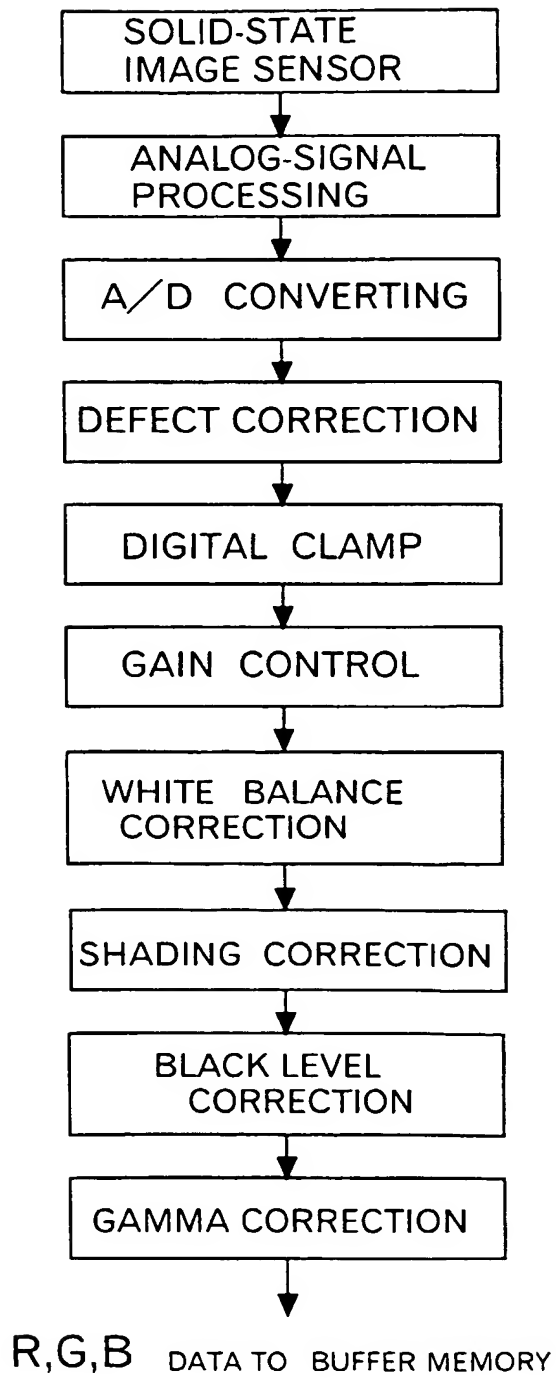 SOLID-STATE
IMAGE SENSOR
ANALOG-SIGNAL
PROCESSING
A/D CONVERTING
DEFECT CORRECTION
DIGITAL CLAMP
GAIN CONTROL
WHITE BALANCE
CORRECTION
SHADING CORRECTION
BLACK LEVEL
CORRECTION
GAMMA CORRECTION
R,G,B DATA TO BUFFER MEMORY